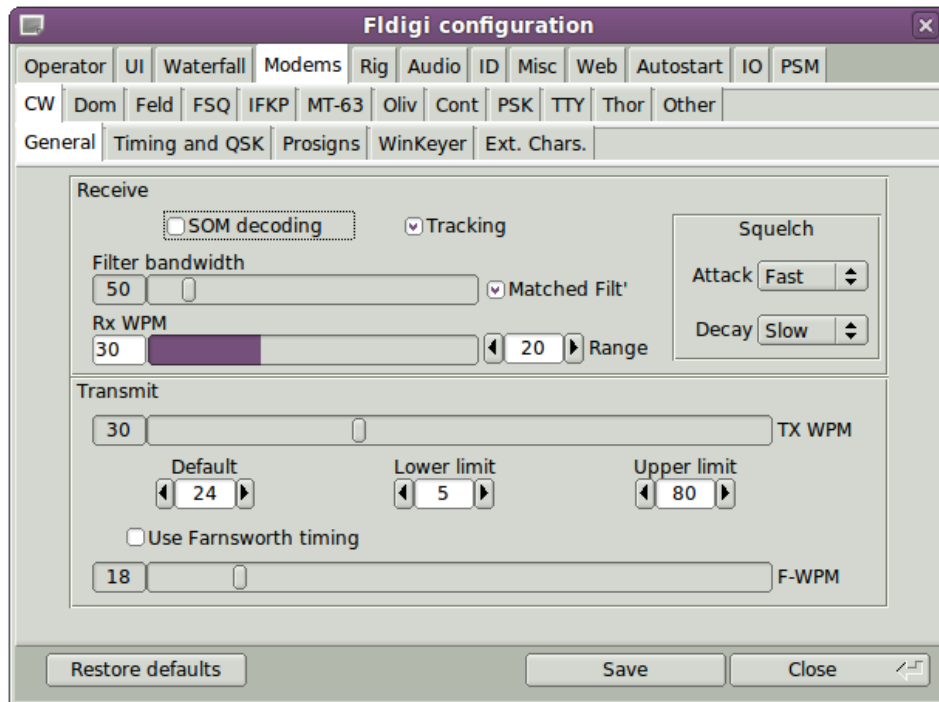 Fldigi configuration
Operator UI Waterfall Modems Rig Audio ID Misc Web Autostart IO PSM
CW Dom Feld FSQ IFKP MT-63 Oliv Cont PSK TTY Thor Other
General Timing and QSK Prosigns WinKeyer Ext. Chars.
Receive
SOM decoding Tracking
Squelch
Filter bandwidth
Attack Fast
50 Matched Filt'
Rx WPM
Decay Slow
30 20 Range
Transmit
30 TX WPM
Default Lower limit Upper limit
24 5 80
Use Farnsworth timing
18 F-WPM
Restore defaults Save Close